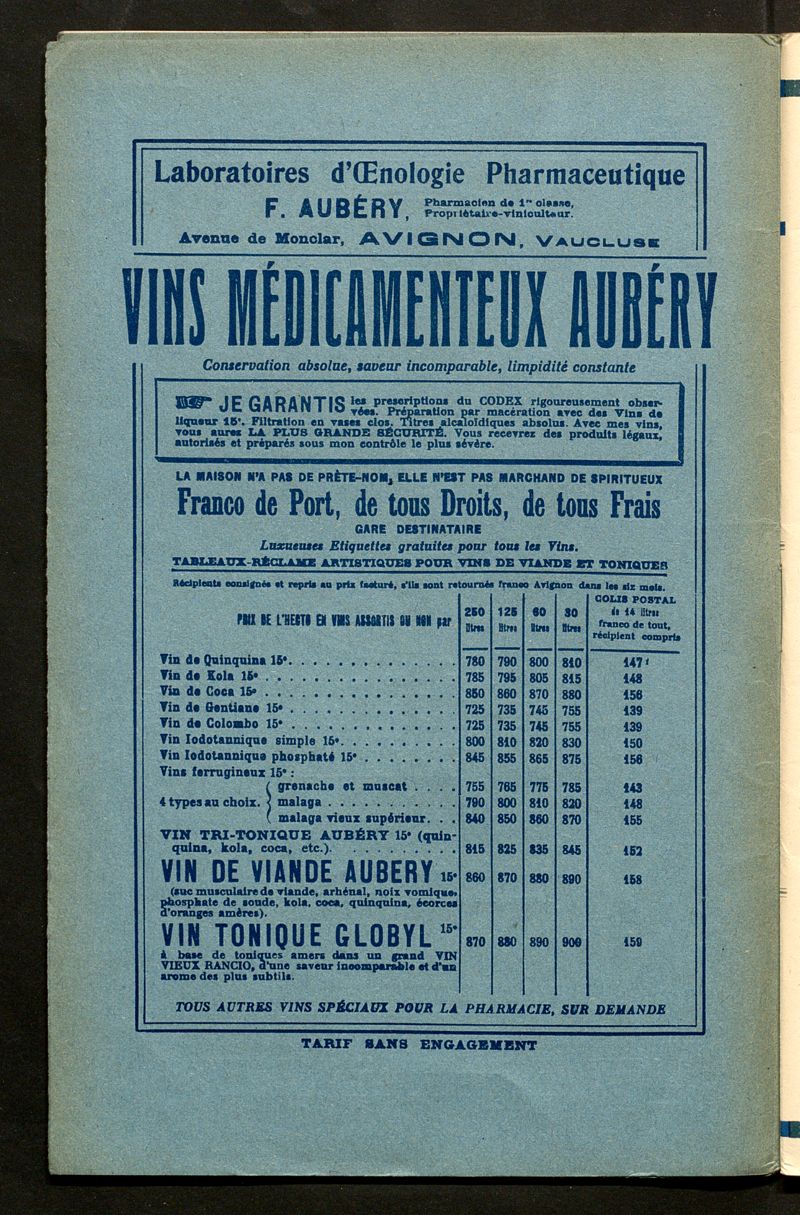 Laboratoires d'Œnologie Pharmaceutique
F. AUBÉRY, Pharmacien de 1re classe,
Propriétaire-viniculteur.
Avenue de Monclar, AVIGNON, VAUCLUSE
VINS MÉDICAMENTEUX AUBÉRY
Conservation absolue, saveur incomparable, limpidité constante
JE GARANTIS les prescriptions du CODEX rigoureusement obser-
vées. Préparation par macération avec des Vins de
liqueur 15°. Filtration en vases clos. Titres alcaloïdiques absolus. Avec mes vins,
vous aurez LA PLUS GRANDE SÉCURITÉ. Vous recevrez des produits légaux,
autorisés et préparés sous mon contrôle le plus sévère.
LA MAISON N'A PAS DE PRÈTE-NOM, ELLE N'EST PAS MARCHAND DE SPIRITUEUX
Franco de Port, de tous Droits, de tous Frais
GARE DESTINATAIRE
Luxueuses Etiquettes gratuites pour tous les Vins.
TABLEAUX-RÉCLAME ARTISTIQUES POUR VINS DE VIANDE ET TONIQUES
Récipients consignés et repris au prix facturé, s'ils sont retournés franco Avignon dans les six mois.
PRIX DE L'HECTO EN VINS ASSORTIS OU NON par 250 litres 125 litres 60 litres 30 litres COLIS POSTAL
de 14 litres
franco de tout,
récipient compris
Vin de Quinquina 15°. . . . . . . . . . . . . . . 780 790 800 810 147 f
Vin de Kola 15° . . . . . . . . . . . . . . . . . 785 795 805 815 148
Vin de Coca 15° . . . . . . . . . . . . . . . . . 850 860 870 880 156
Vin de Gentiane 15° . . . . . . . . . . . . . . . 725 735 745 755 139
Vin de Colombo 15° . . . . . . . . . . . . . . . 725 735 745 755 139
Vin Iodotannique simple 15°. . . . . . . . . . . 800 810 820 830 150
Vin Iodotannique phosphaté 15° . . . . . . . . . 845 855 865 875 156
Vins ferrugineux 15° :
grenache et muscat . . . . 755 765 775 785 143
4 types au choix. malaga . . . . . . . . . . . 790 800 810 820 148
malaga vieux supérieur. . . 840 850 860 870 155
VIN TRI-TONIQUE AUBÉRY 15° (quin-
quina, kola, coca, etc.). . . . . . . . . . 815 825 835 845 152
VIN DE VIANDE AUBERY 15° 860 870 880 890 158
(suc musculaire de viande, arhénal, noix vomique,
phosphate de soude, kola, coca, quinquina, écorces
d'oranges amères).
VIN TONIQUE GLOBYL 15° 870 880 890 900 159
à base de toniques amers dans un grand VIN
VIEUX RANCIO, d'une saveur incomparable et d'un
arome des plus subtils.
TOUS AUTRES VINS SPÉCIAUX POUR LA PHARMACIE, SUR DEMANDE
TARIF SANS ENGAGEMENT